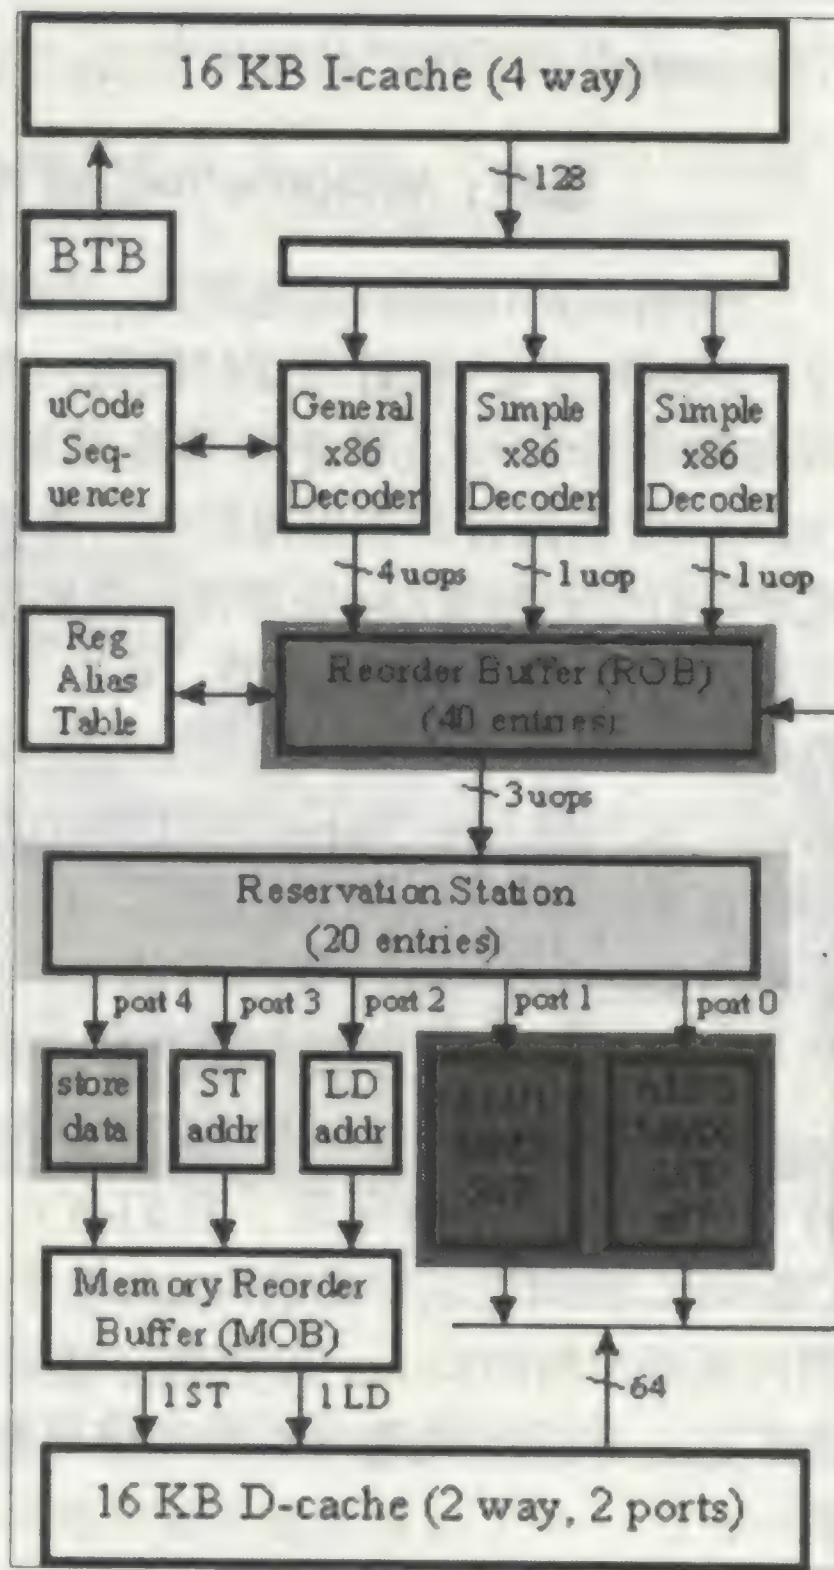 16 KB I-cache (4 way)
128
BTB
uCode
Seq-
uencer
General
x86
Decoder
Simple
x86
Decoder
Simple
x86
Decoder
4 uops
1 uop
1 uop
Reg
Alias
Table
Reorder Buffer (ROB)
(40 entries)
3 uops
Reservation Station
(20 entries)
port 4
port 3
port 2
port 1
port 0
store
data
ST
addr
LD
addr
Memory Reorder
Buffer (MOB)
1 ST
1 LD
64
16 KB D-cache (2 way, 2 ports)